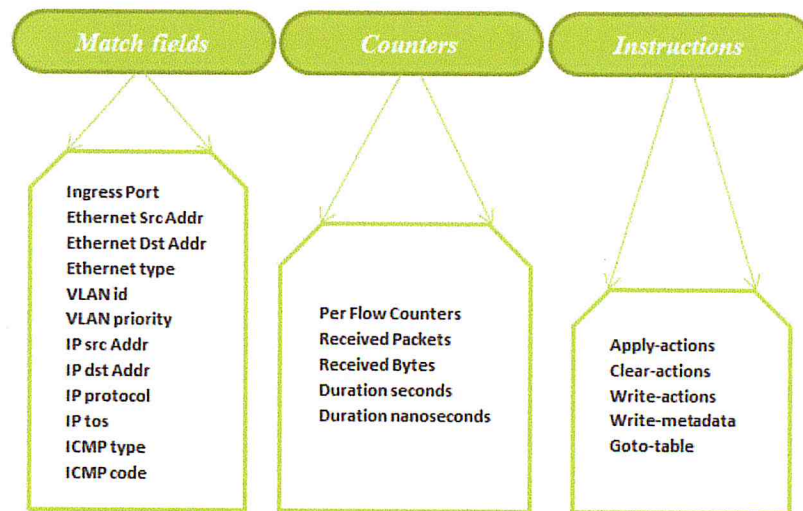 Match fields
Counters
Instructions
Ingress Port
Ethernet Src Addr
Ethernet Dst Addr
Ethernet type
VLAN id
VLAN priority
IP src Addr
IP dst Addr
IP protocol
IP tos
ICMP type
ICMP code
Per Flow Counters
Received Packets
Received Bytes
Duration seconds
Duration nanoseconds
Apply-actions
Clear-actions
Write-actions
Write-metadata
Goto-table